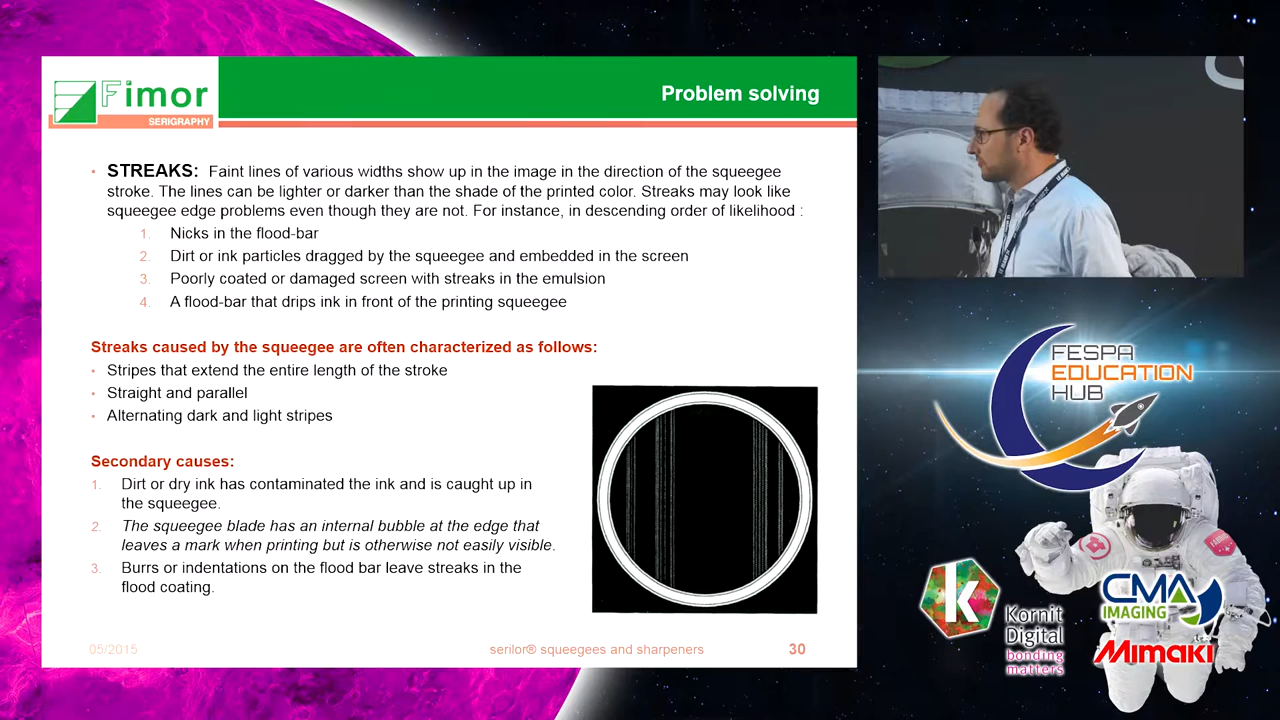 Fimor
SERIGRAPHY
Problem solving
• STREAKS: Faint lines of various widths show up in the image in the direction of the squeegee
stroke. The lines can be lighter or darker than the shade of the printed color. Streaks may look like
squeegee edge problems even though they are not. For instance, in descending order of likelihood :
1. Nicks in the flood-bar
2. Dirt or ink particles dragged by the squeegee and embedded in the screen
3. Poorly coated or damaged screen with streaks in the emulsion
4. A flood-bar that drips ink in front of the printing squeegee
Streaks caused by the squeegee are often characterized as follows:
• Stripes that extend the entire length of the stroke
• Straight and parallel
• Alternating dark and light stripes
Secondary causes:
1. Dirt or dry ink has contaminated the ink and is caught up in
the squeegee.
2. The squeegee blade has an internal bubble at the edge that
leaves a mark when printing but is otherwise not easily visible.
3. Burrs or indentations on the flood bar leave streaks in the
flood coating.
05/2015
serilor® squeegees and sharpeners
30
FESPA
EDUCATION
HUB
k
Kornit
Digital
bonding
matters
CMA
IMAGING
Mimaki